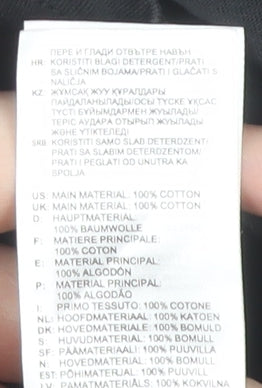 ПЕРЕ И ГЛАДИ ОТВЪТРЕ НАВЪН
HR: KORISTITI BLAGI DETERGENT/PRATI
SA SLIČNIM BOJAMA/PRATI I GLAČATI S
NALIČJA
KZ: ЖҰМСАҚ ЖУУ ҚҰРАЛДАРЫ
ПАЙДАЛАНЫЛАДЫ/ОСЫ ТҮСКЕ ҰҚСАС
ТҮСТІ БҰЙЫМДАРМЕН ЖУЫЛАДЫ/
ТЕРІС АУДАРА ОТЫРЫП ЖУЫЛАДЫ
ЖӘНЕ ҮТІКТЕЛЕДІ
SRB: KORISTITI SAMO SLAB DETERDZENT/
PRATI SA SLABIM DETERDZENTOM/
PRATI I PEGLATI OD UNUTRA KA
SPOLJA
US: MAIN MATERIAL: 100% COTTON
UK: MAIN MATERIAL: 100% COTTON
D: HAUPTMATERIAL:
100% BAUMWOLLE
F: MATIERE PRINCIPALE:
100% COTON
E: MATERIAL PRINCIPAL:
100% ALGODÓN
P: MATERIAL PRINCIPAL:
100% ALGODÃO
I: PRIMO TESSUTO: 100% COTONE
NL: HOOFDMATERIAAL: 100% KATOEN
DK: HOVEDMATERIALE: 100% BOMULD
S: HUVUDMATERIAL: 100% BOMULL
SF: PÄÄMATERIAALI: 100% PUUVILLA
N: HOVEDMATERIAL: 100% BOMULL
EST: PÕHIMATERJAL: 100% PUUVILL
LV: PAMATMATERIĀLS: 100% KOKVILNA